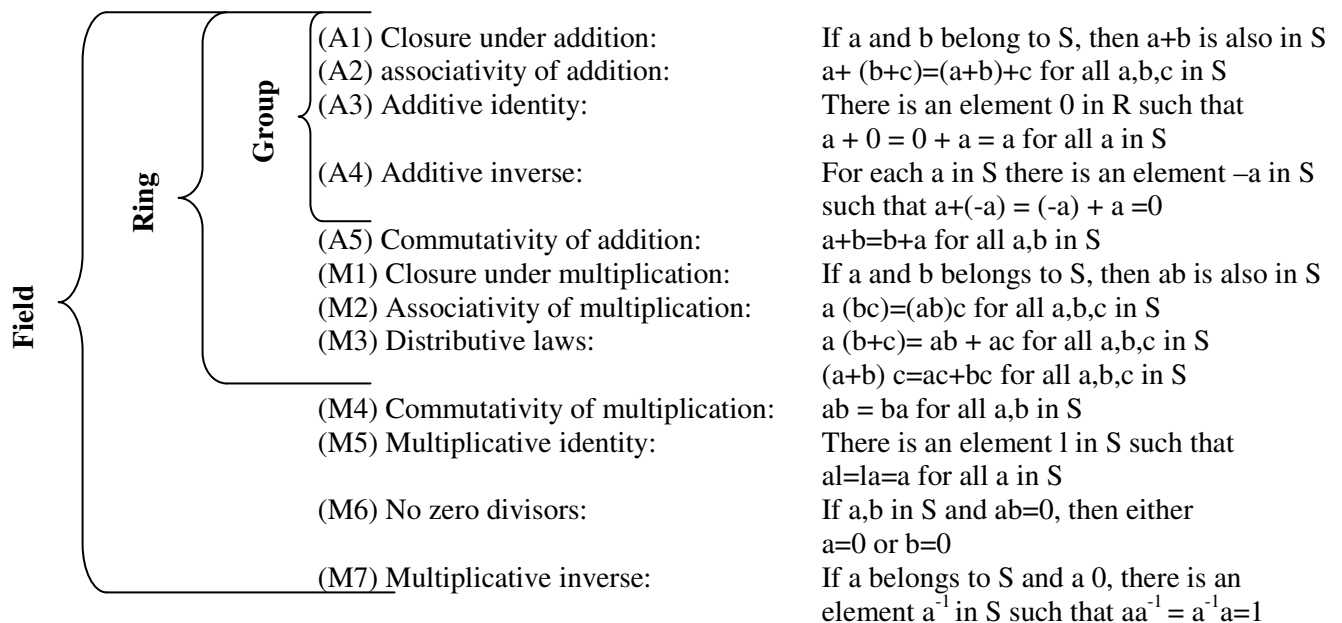 (A1) Closure under addition: If a and b belong to S, then a+b is also in S
(A2) associativity of addition: a+ (b+c)=(a+b)+c for all a,b,c in S
(A3) Additive identity: There is an element 0 in R such that
a + 0 = 0 + a = a for all a in S
(A4) Additive inverse: For each a in S there is an element –a in S
such that a+(-a) = (-a) + a =0
(A5) Commutativity of addition: a+b=b+a for all a,b in S
(M1) Closure under multiplication: If a and b belongs to S, then ab is also in S
(M2) Associativity of multiplication: a (bc)=(ab)c for all a,b,c in S
(M3) Distributive laws: a (b+c)= ab + ac for all a,b,c in S
(a+b) c=ac+bc for all a,b,c in S
(M4) Commutativity of multiplication: ab = ba for all a,b in S
(M5) Multiplicative identity: There is an element l in S such that
al=la=a for all a in S
(M6) No zero divisors: If a,b in S and ab=0, then either
a=0 or b=0
(M7) Multiplicative inverse: If a belongs to S and a 0, there is an
element a⁻¹ in S such that aa⁻¹ = a⁻¹a=1
Group
Ring
Field